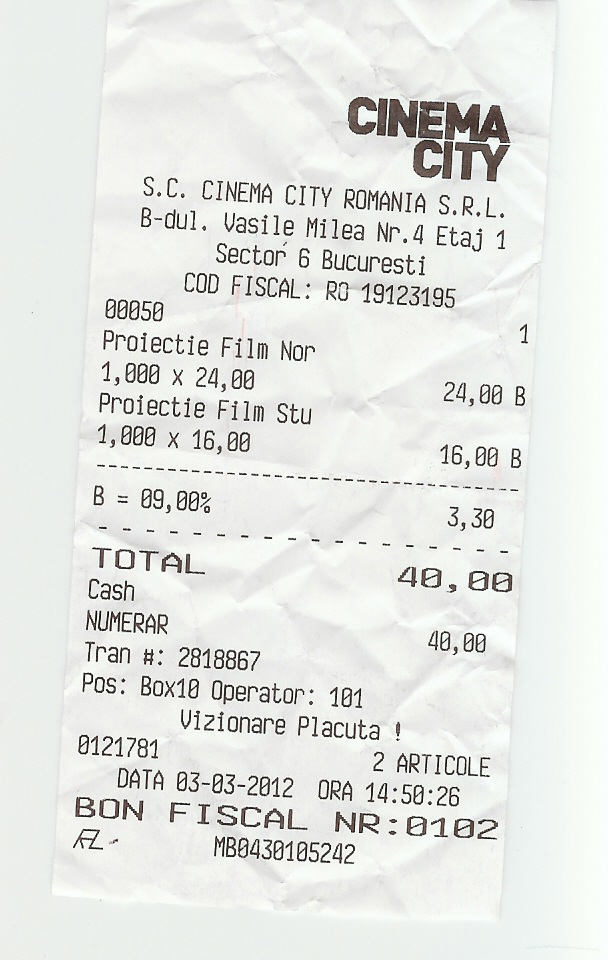 CINEMA
CITY
S.C. CINEMA CITY ROMANIA S.R.L.
B-dul. Vasile Milea Nr.4 Etaj 1
Sector 6 Bucuresti
COD FISCAL: RO 19123195
00050 1
Proiectie Film Nor
1,000 x 24,00 24,00 B
Proiectie Film Stu
1,000 x 16,00 16,00 B
B = 09,00% 3,30
TOTAL 40,00
Cash
NUMERAR 40,00
Tran #: 2818867
Pos: Box10 Operator: 101
Vizionare Placuta !
0121781 2 ARTICOLE
DATA 03-03-2012 ORA 14:50:26
BON FISCAL NR:0102
MB0430105242